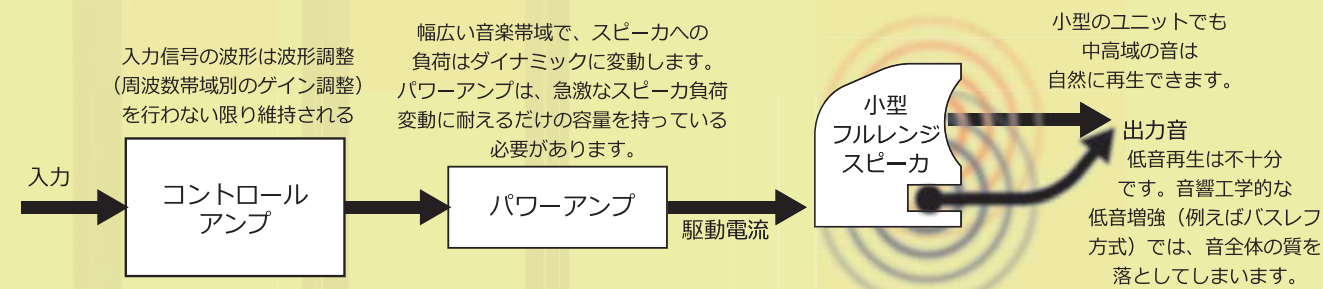 入力信号の波形は波形調整
（周波数帯域別のゲイン調整）
を行わない限り維持される
入力
コントロール
アンプ
幅広い音楽帯域で、スピーカへの
負荷はダイナミックに変動します。
パワーアンプは、急激なスピーカ負荷
変動に耐えるだけの容量を持っている
必要があります。
パワーアンプ
駆動電流
小型
フルレンジ
スピーカ
小型のユニットでも
中高域の音は
自然に再生できます。
出力音
低音再生は不十分
です。音響工学的な
低音増強（例えばバスレフ
方式）では、音全体の質を
落としてしまいます。